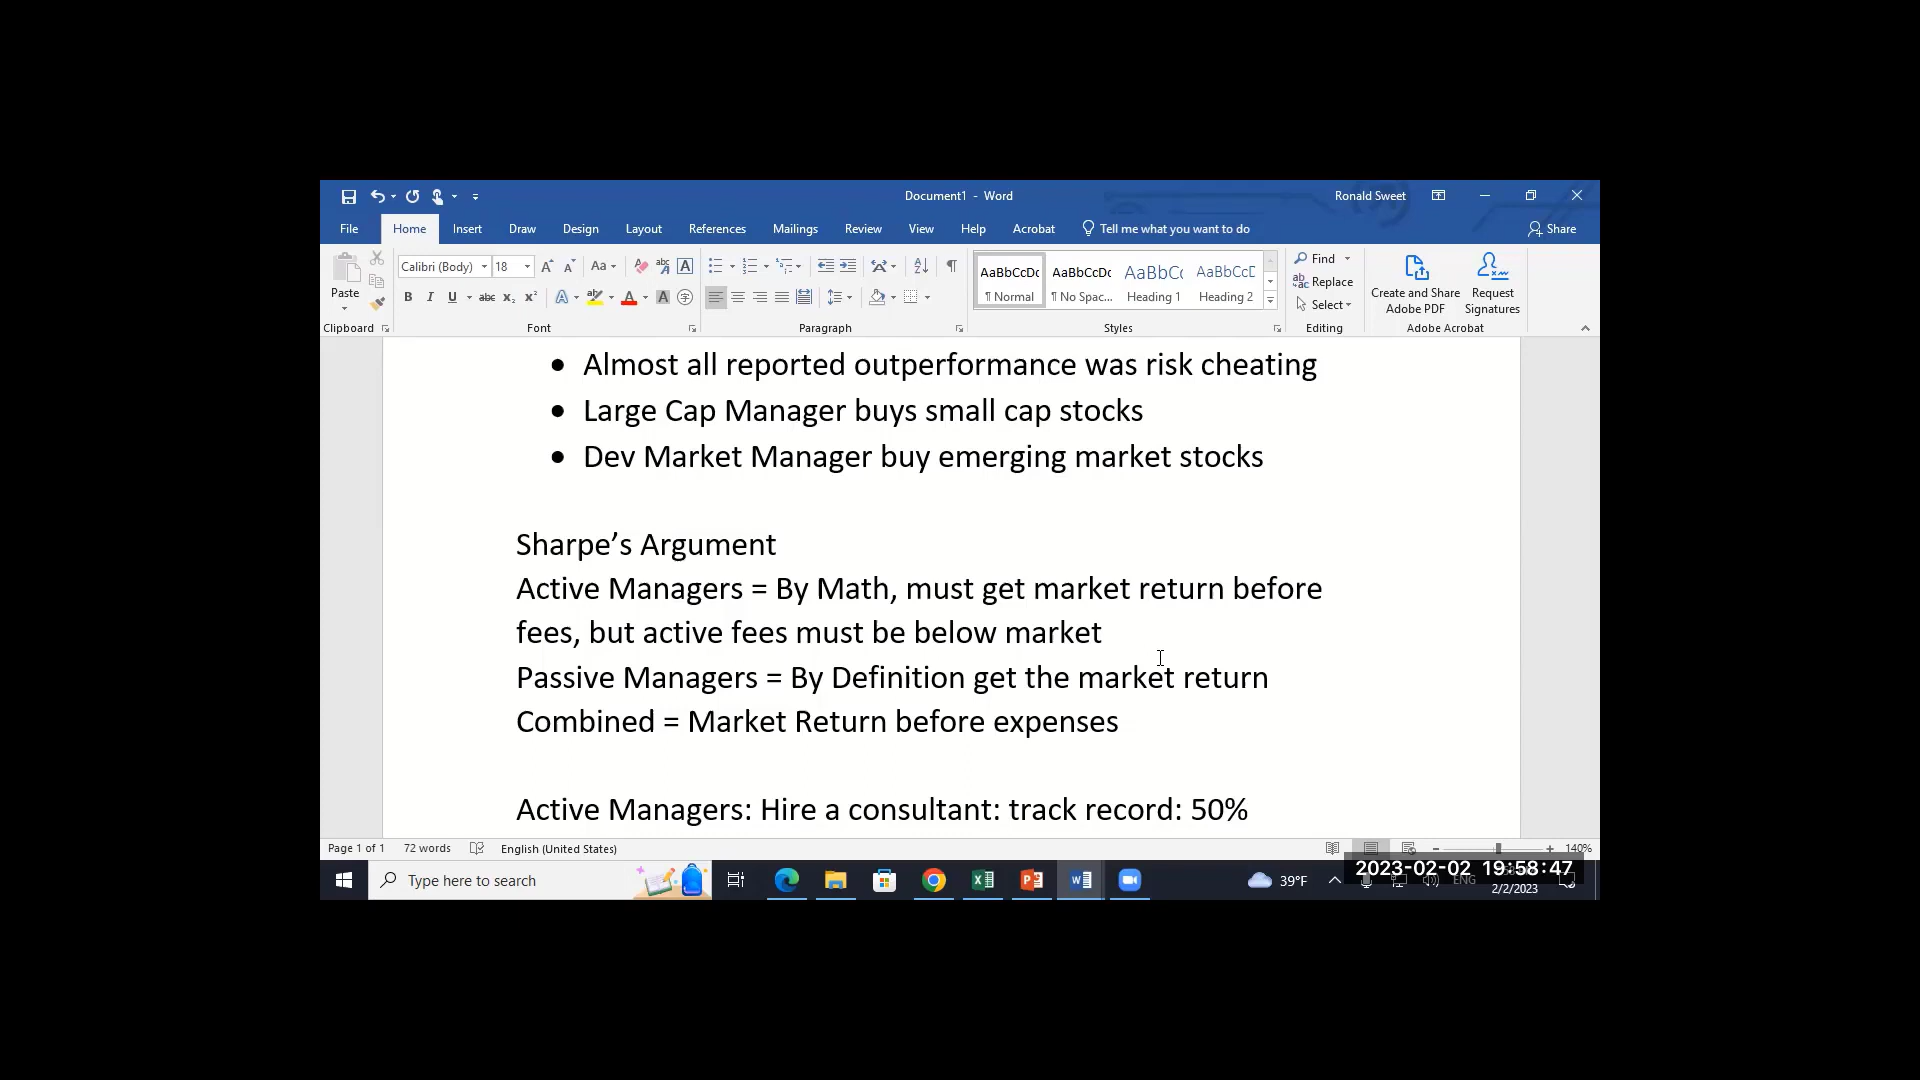 Document1 - Word
Ronald Sweet
File Home Insert Draw Design Layout References Mailings Review View Help Acrobat Tell me what you want to do Share
Paste
Calibri (Body) 18
Aa
AaBbCcDc AaBbCcDc AaBbCc AaBbCcE
¶ Normal ¶ No Spac... Heading 1 Heading 2
Find
Replace
Select
Create and Share Adobe PDF
Request Signatures
Clipboard Font Paragraph Styles Editing Adobe Acrobat
• Almost all reported outperformance was risk cheating
• Large Cap Manager buys small cap stocks
• Dev Market Manager buy emerging market stocks
Sharpe’s Argument
Active Managers = By Math, must get market return before
fees, but active fees must be below market
Passive Managers = By Definition get the market return
Combined = Market Return before expenses
Active Managers: Hire a consultant: track record: 50%
Page 1 of 1 72 words English (United States) 140%
Type here to search
39°F
2023-02-02 19:58:47
ENG
2/2/2023